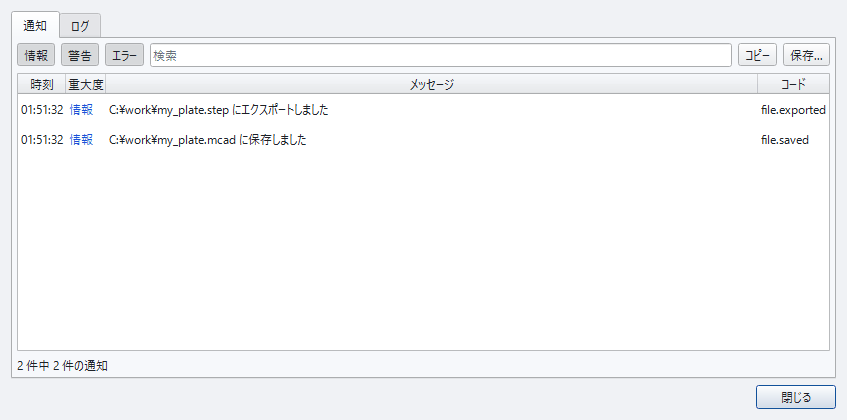 通知 ログ
情報 警告 エラー 検索 コピー 保存...
時刻 重大度 メッセージ コード
01:51:32 情報 C:¥work¥my_plate.step にエクスポートしました file.exported
01:51:32 情報 C:¥work¥my_plate.mcad に保存しました file.saved
2 件中 2 件の通知
閉じる